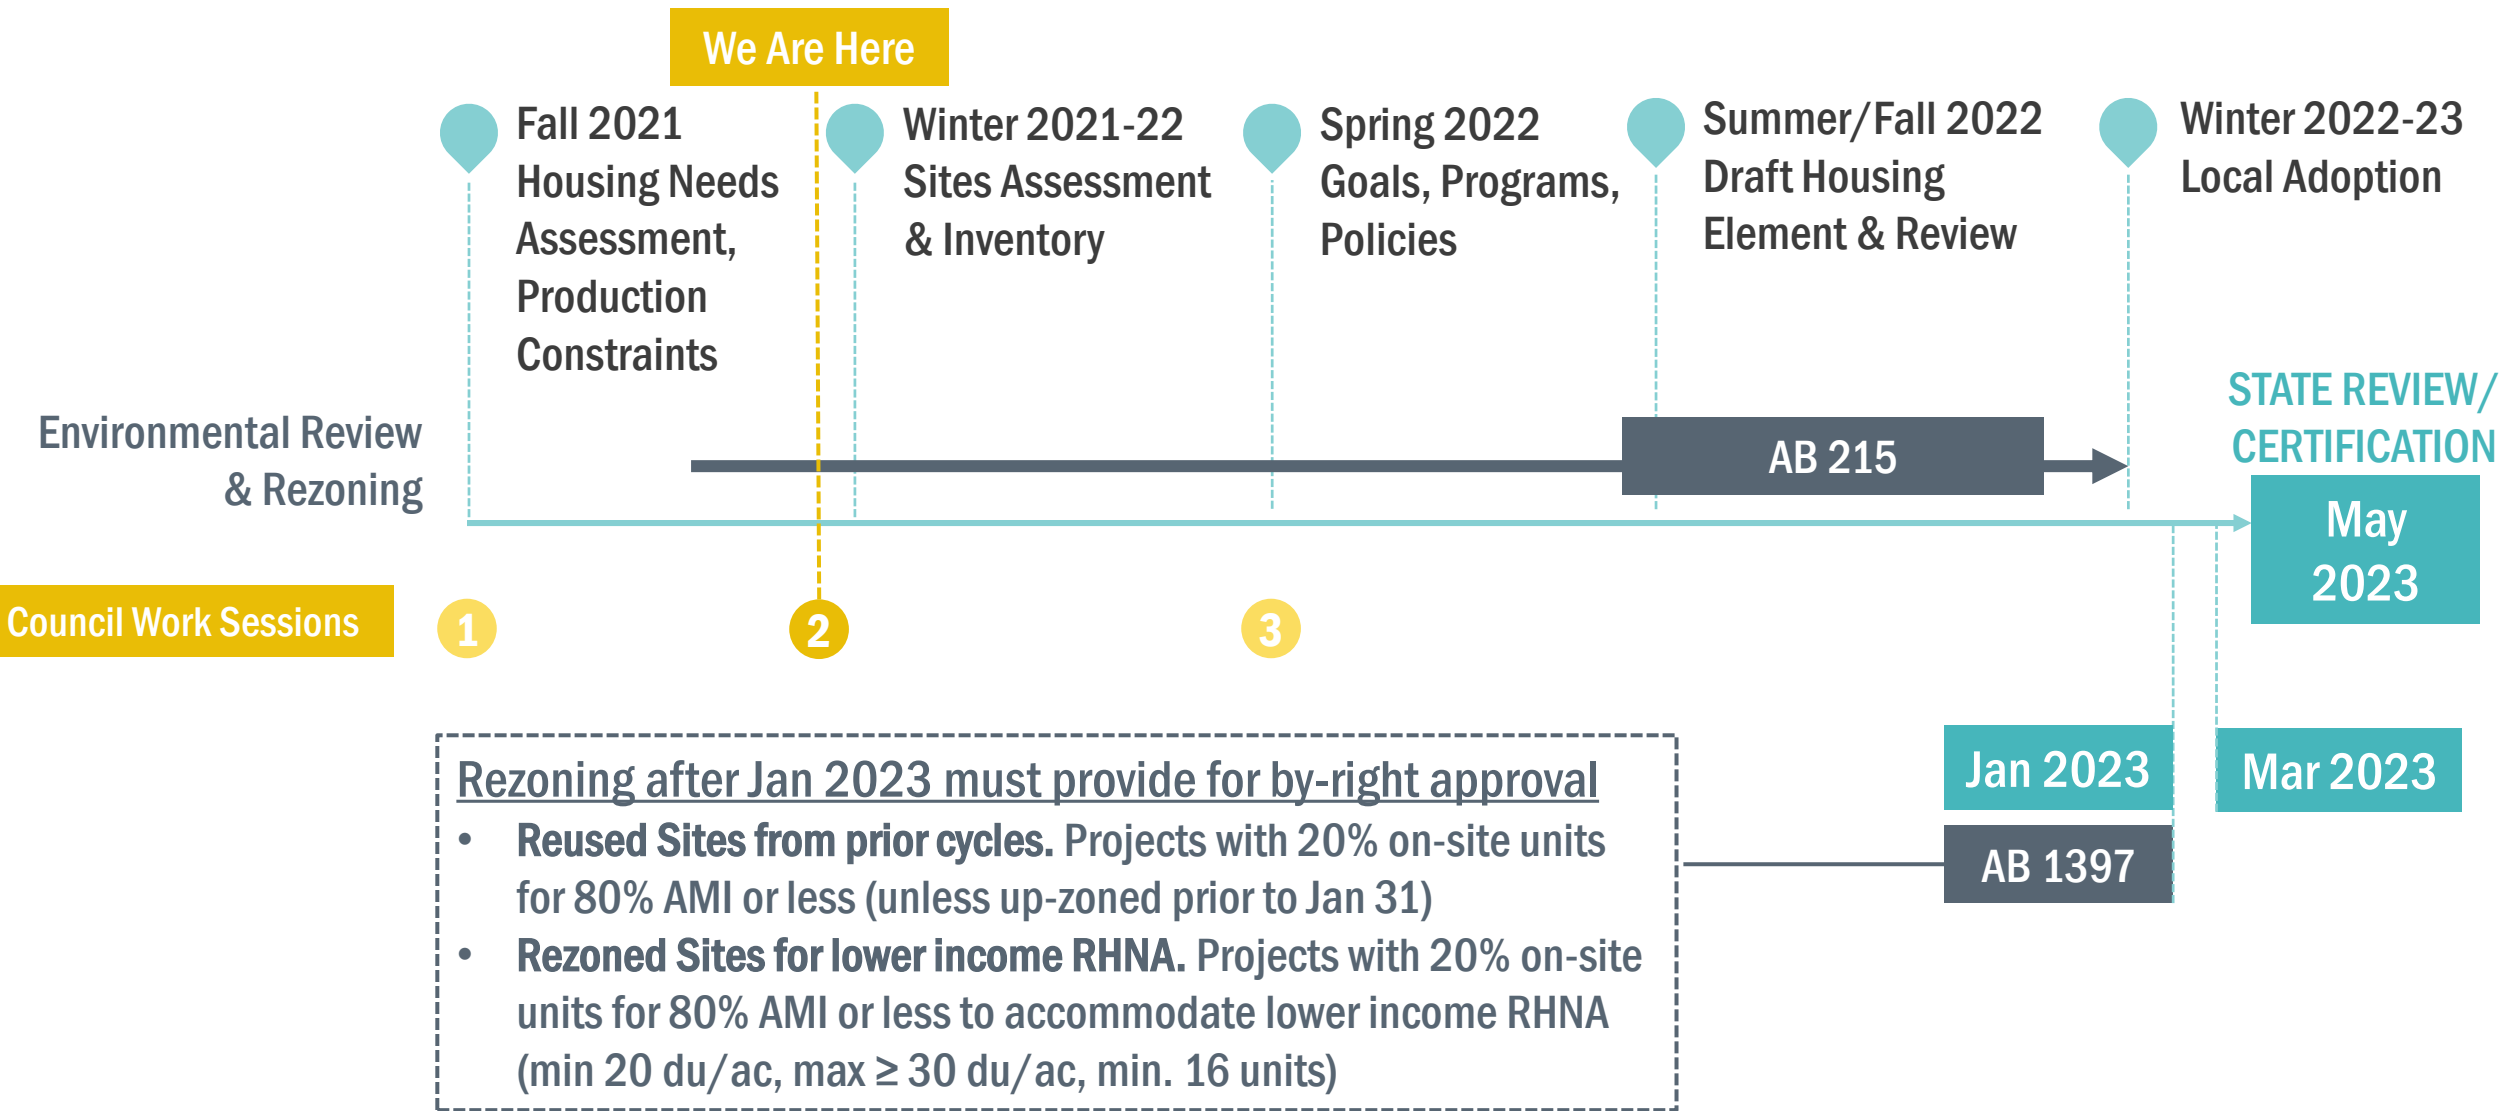 We Are Here
Fall 2021
Housing Needs
Assessment,
Production
Constraints
Winter 2021-22
Sites Assessment
& Inventory
Spring 2022
Goals, Programs,
Policies
Summer/Fall 2022
Draft Housing
Element & Review
Winter 2022-23
Local Adoption
Environmental Review
& Rezoning
AB 215
STATE REVIEW/
CERTIFICATION
May
2023
Council Work Sessions
1
2
3
Jan 2023
Mar 2023
AB 1397
Rezoning after Jan 2023 must provide for by-right approval
• Reused Sites from prior cycles. Projects with 20% on-site units
for 80% AMI or less (unless up-zoned prior to Jan 31)
• Rezoned Sites for lower income RHNA. Projects with 20% on-site
units for 80% AMI or less to accommodate lower income RHNA
(min 20 du/ac, max ≥ 30 du/ac, min. 16 units)